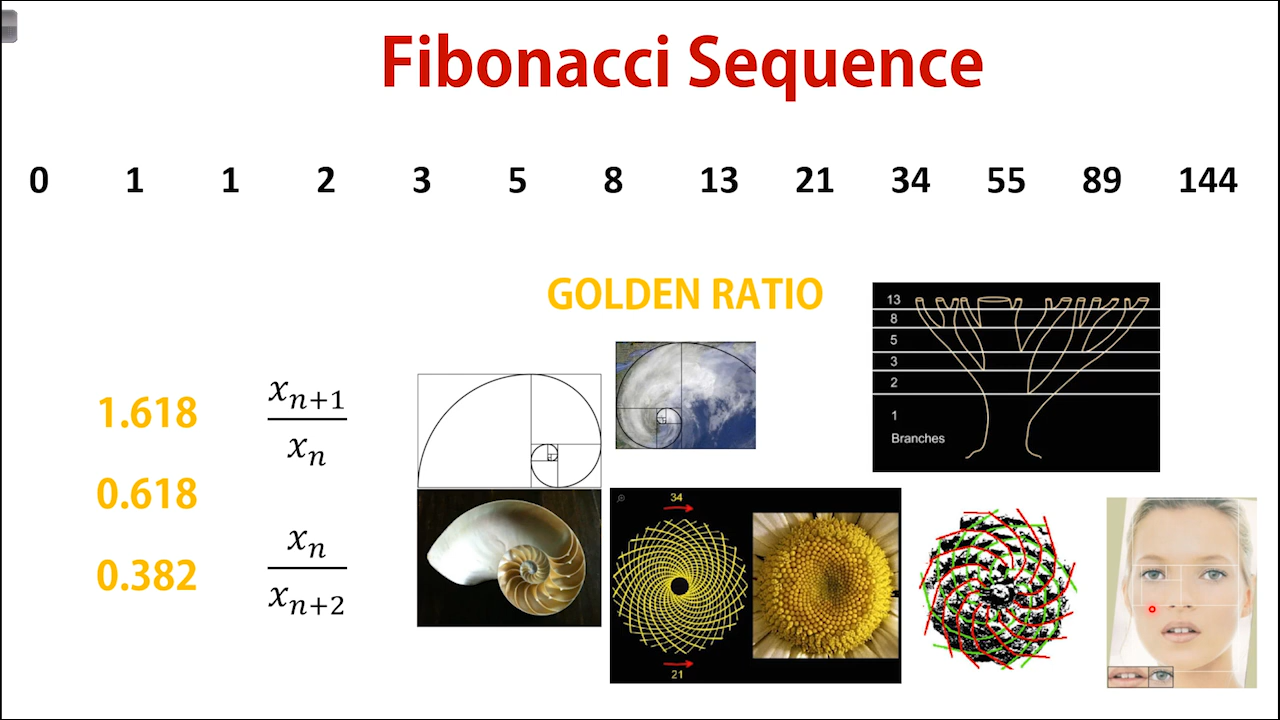 Fibonacci Sequence
0 1 1 2 3 5 8 13 21 34 55 89 144
GOLDEN RATIO
1.618
x_{n+1}
x_n
0.618
0.382
x_n
x_{n+2}
13
8
5
3
2
1
Branches
34
21